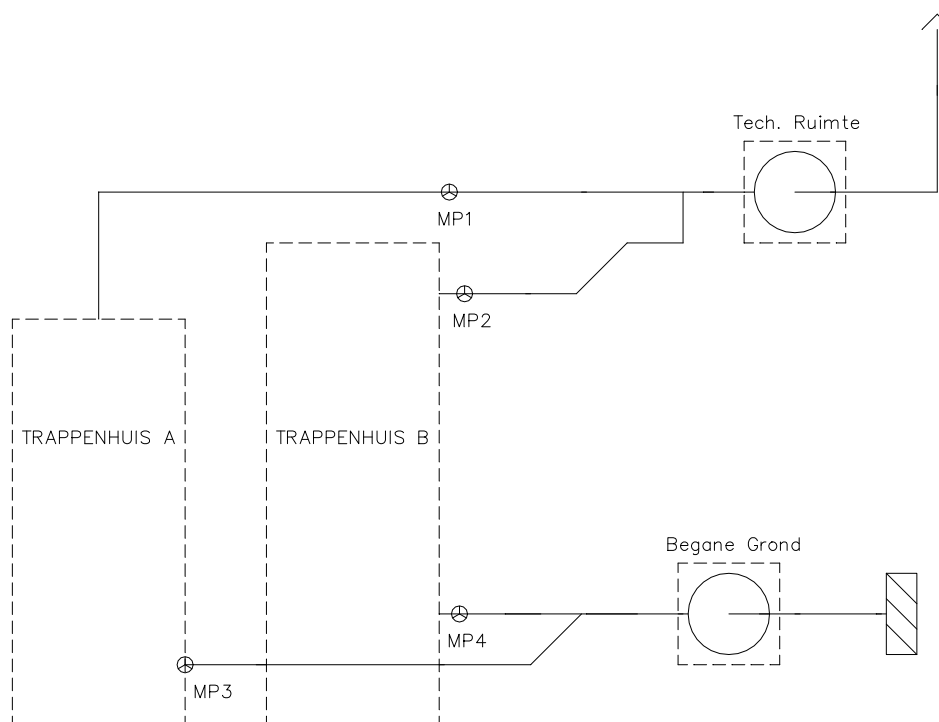 Tech. Ruimte
MP1
MP2
TRAPPENHUIS A
TRAPPENHUIS B
Begane Grond
MP4
MP3